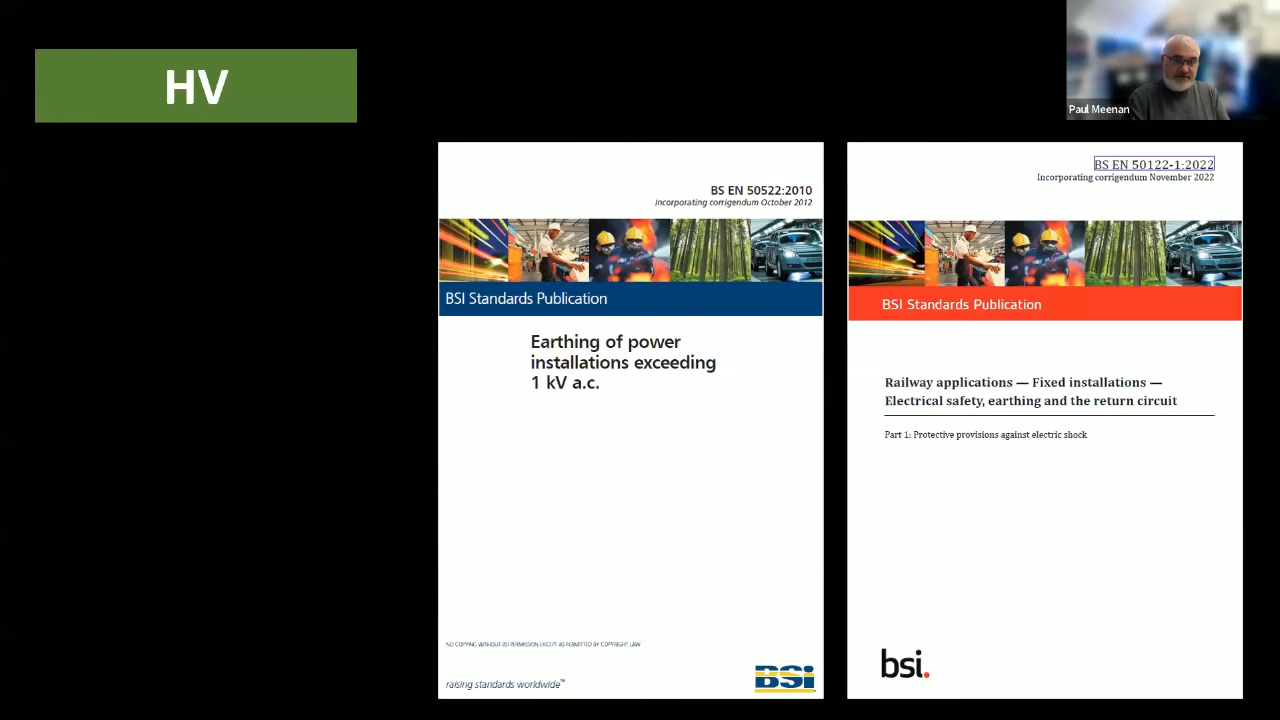 HV
Paul Meenan
BS EN 50522:2010
Incorporating corrigendum October 2012
BSI Standards Publication
Earthing of power
installations exceeding
1 kV a.c.
NO COPYING WITHOUT BSI PERMISSION EXCEPT AS PERMITTED BY COPYRIGHT LAW
raising standards worldwide™
BSi
BS EN 50122-1:2022
Incorporating corrigendum November 2022
BSI Standards Publication
Railway applications — Fixed installations —
Electrical safety, earthing and the return circuit
Part 1: Protective provisions against electric shock
bsi.